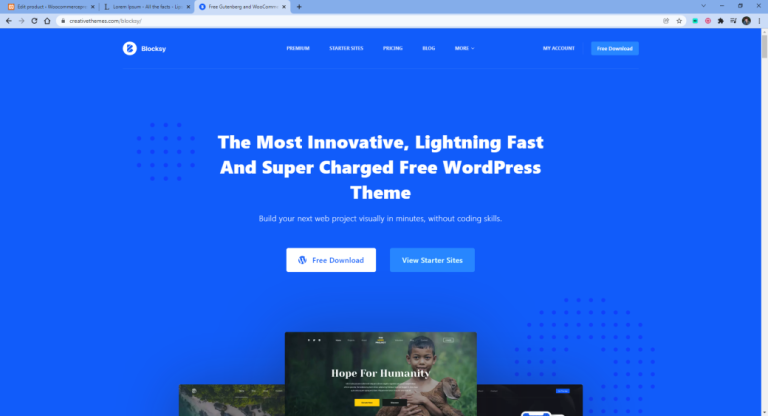 Edit product ‹ Woocommercepro
Lorem Ipsum - All the facts - Lip
Free Gutenberg and WooComm
creativethemes.com/blocksy/
Blocksy
PREMIUM STARTER SITES PRICING BLOG MORE MY ACCOUNT Free Download
The Most Innovative, Lightning Fast
And Super Charged Free WordPress
Theme
Build your next web project visually in minutes, without coding skills.
Free Download View Starter Sites
Hope For Humanity